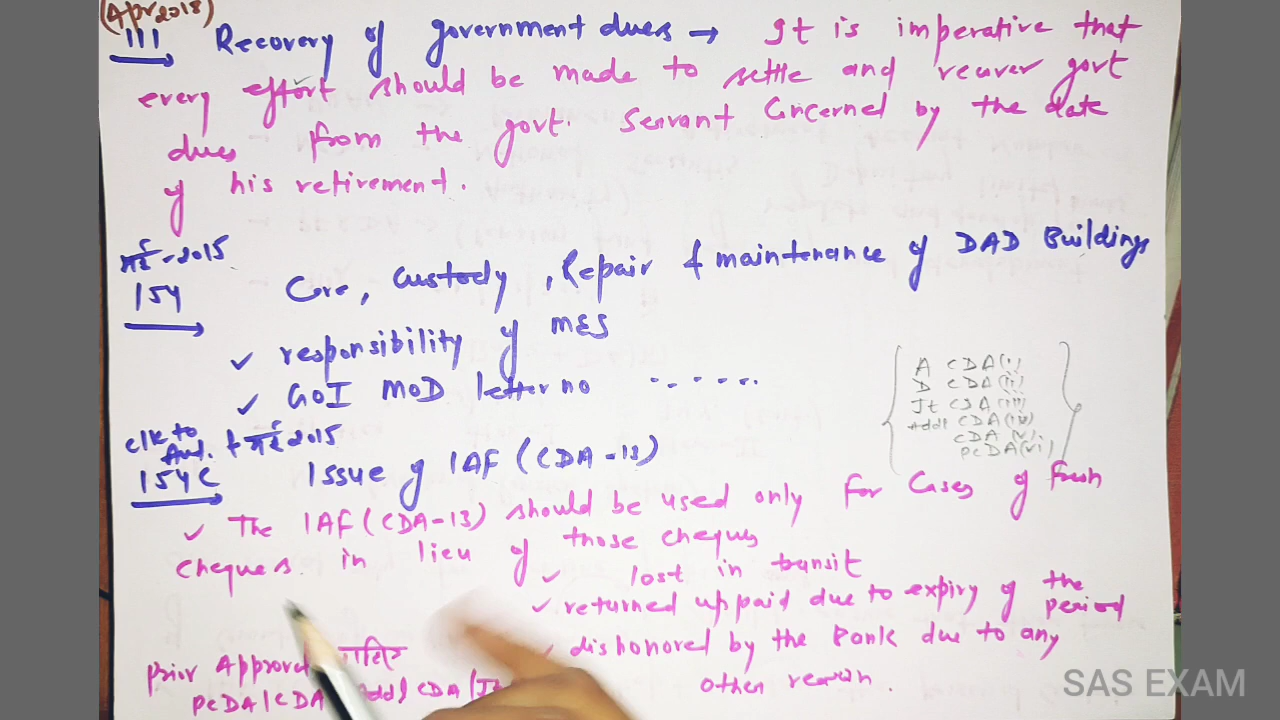 (Apr 2018)
111 Recovery of government dues → It is imperative that
every effort should be made to settle and recover govt
dues from the govt. Servant Concerned by the date
of his retirement.
2015
154 Care, Custody, Repair & maintenance of DAD Buildings
✓ responsibility of MES
✓ GoI MoD letter no ......
A CDA(i)
D CDA(ii)
Jt CDA(iii)
Addl CDA(iv)
CDA (v)
PCDA(vi)
clk to
Aud. + 2015
154C Issue of IAF (CDA-13)
✓ The IAF(CDA-13) should be used only for Cases of Fresh
cheques in lieu of those cheques
✓ lost in transit
✓ returned uppaid due to expiry of the
period
✓ dishonored by the Bank due to any
other reason.
Prior Approval चाहिए
PCDA/CDA Addl CDA/Jt
SAS EXAM